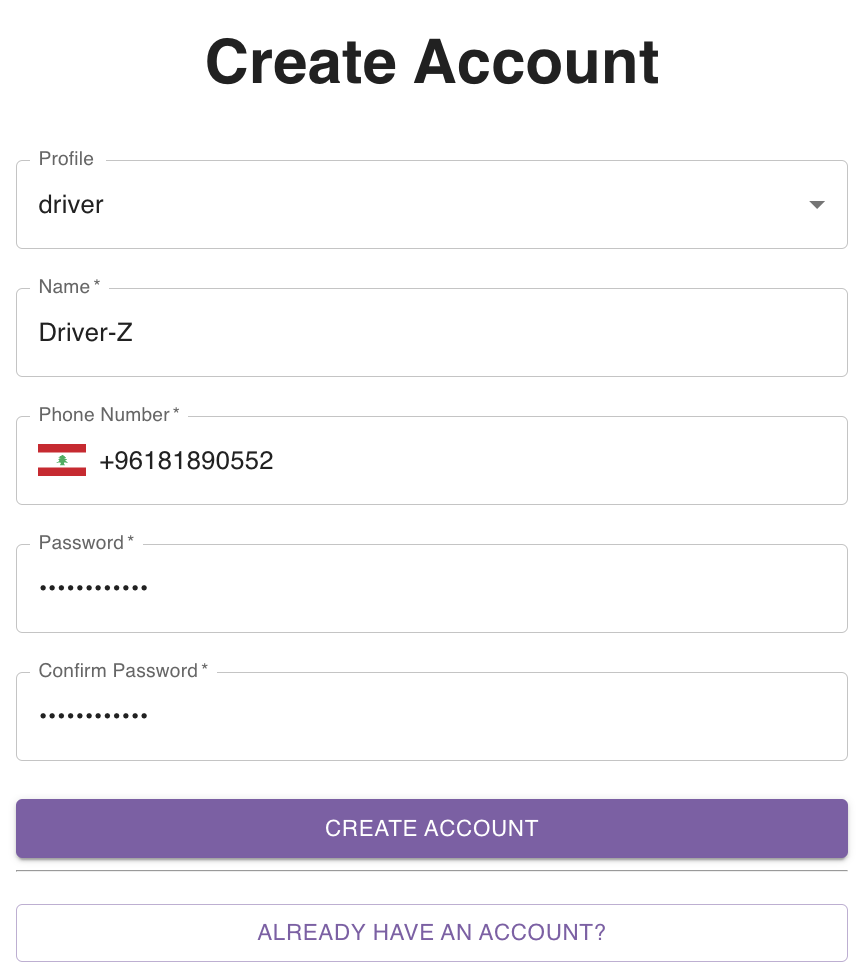 Create Account
Profile
driver
Name *
Driver-Z
Phone Number *
+96181890552
Password *
••••••••••••
Confirm Password *
••••••••••••
CREATE ACCOUNT
ALREADY HAVE AN ACCOUNT?